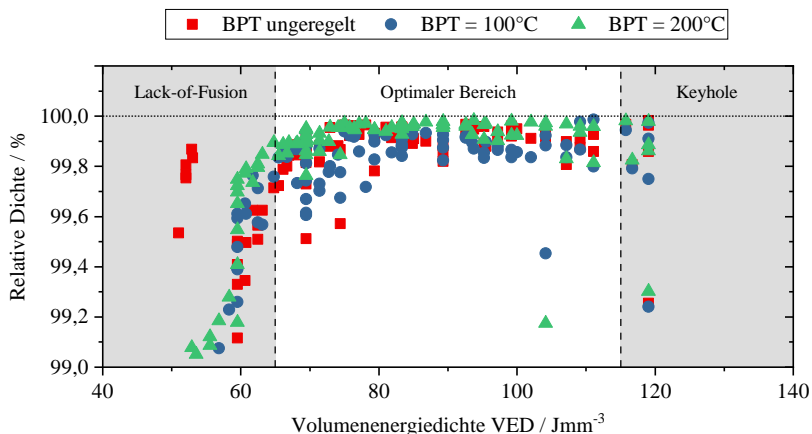 BPT ungeregelt BPT = 100°C BPT = 200°C
Lack-of-Fusion Optimaler Bereich Keyhole
100,0
99,8
99,6
99,4
99,2
99,0
Relative Dichte / %
40 60 80 100 120 140
Volumenenergiedichte VED / Jmm⁻³